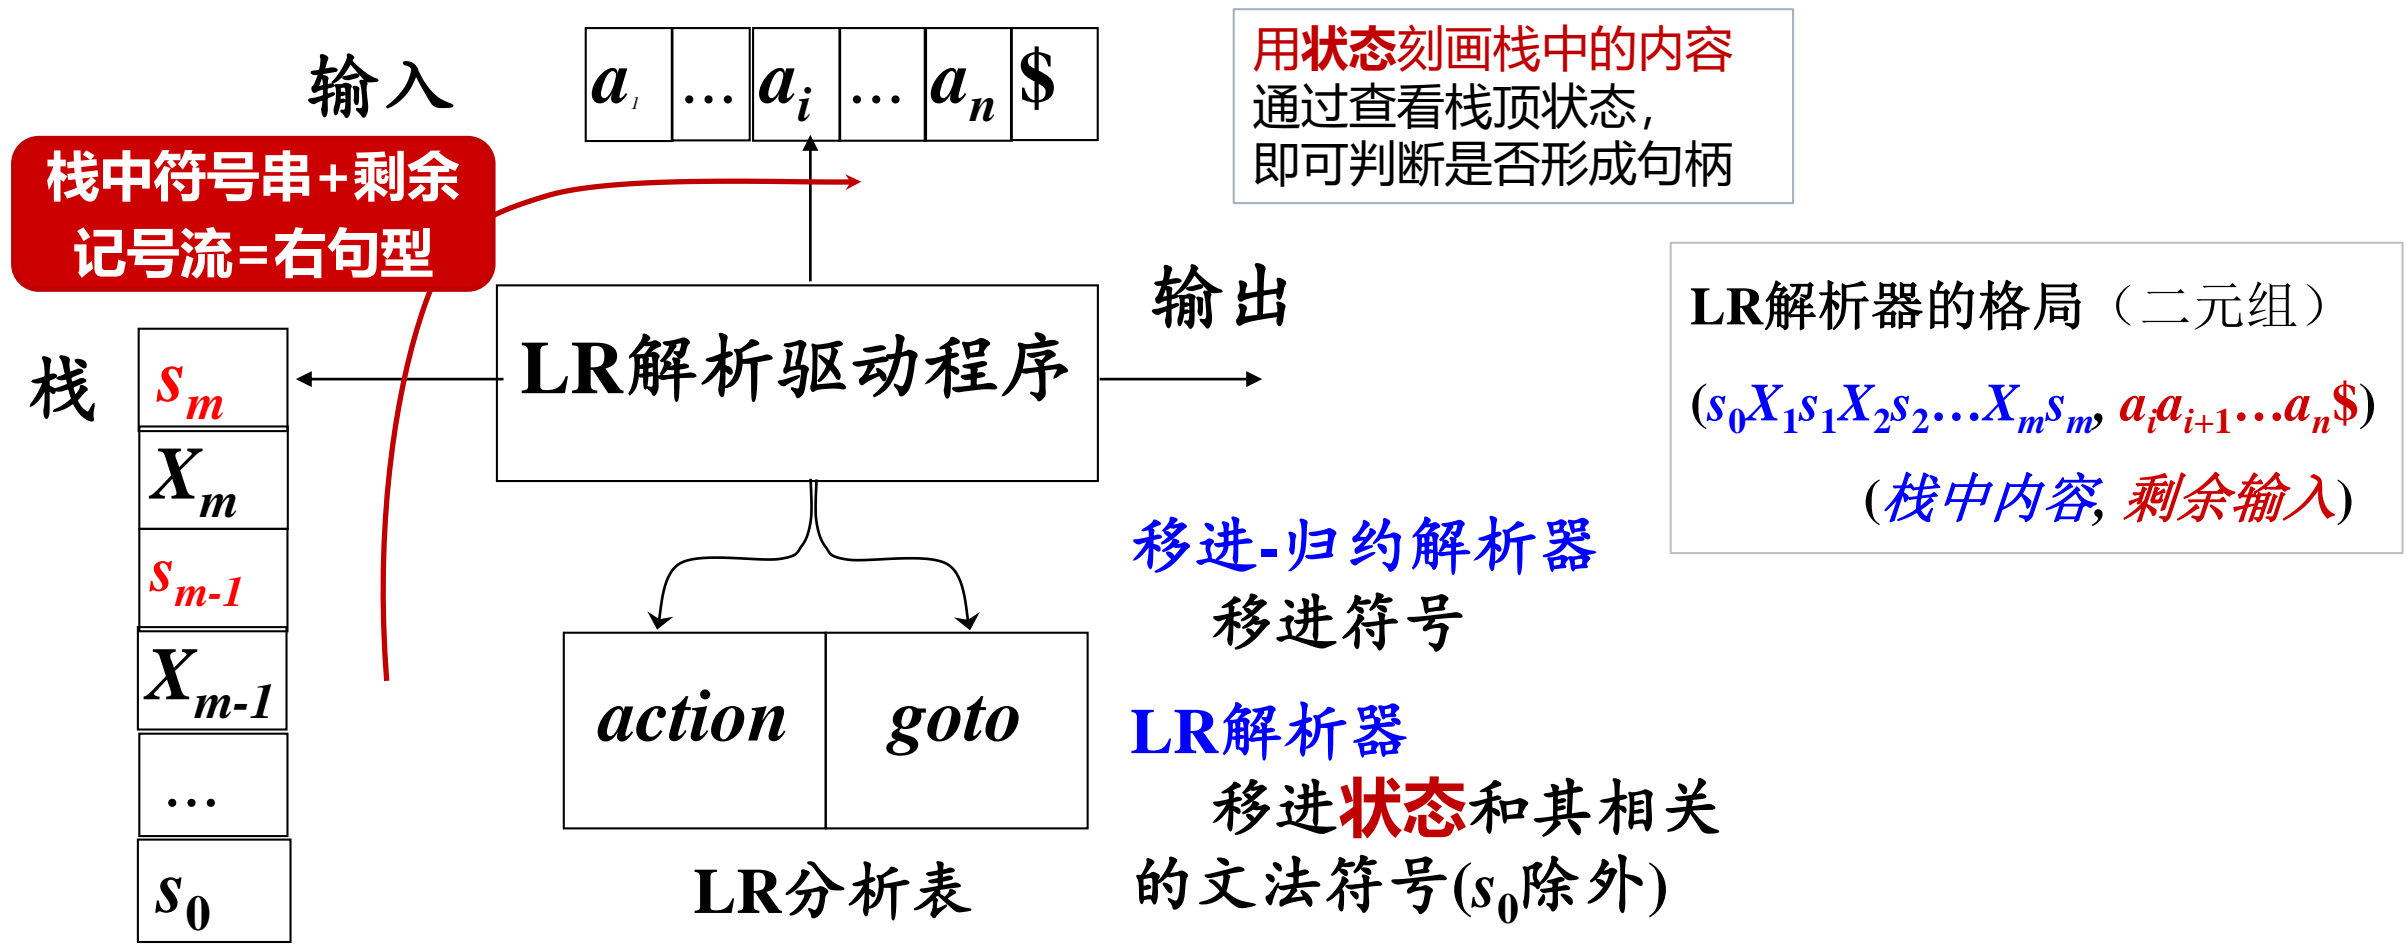 输入
a1 … ai … an $
用状态刻画栈中的内容
通过查看栈顶状态，
即可判断是否形成句柄
栈中符号串+剩余
记号流=右句型
输出
LR解析器的格局（二元组）
(s0X1s1X2s2…Xmsm, aiai+1…an$)
(栈中内容, 剩余输入)
栈
sm
Xm
sm-1
Xm-1
…
s0
LR解析驱动程序
action goto
LR分析表
移进-归约解析器
移进符号
LR解析器
移进状态和其相关
的文法符号(s0除外)